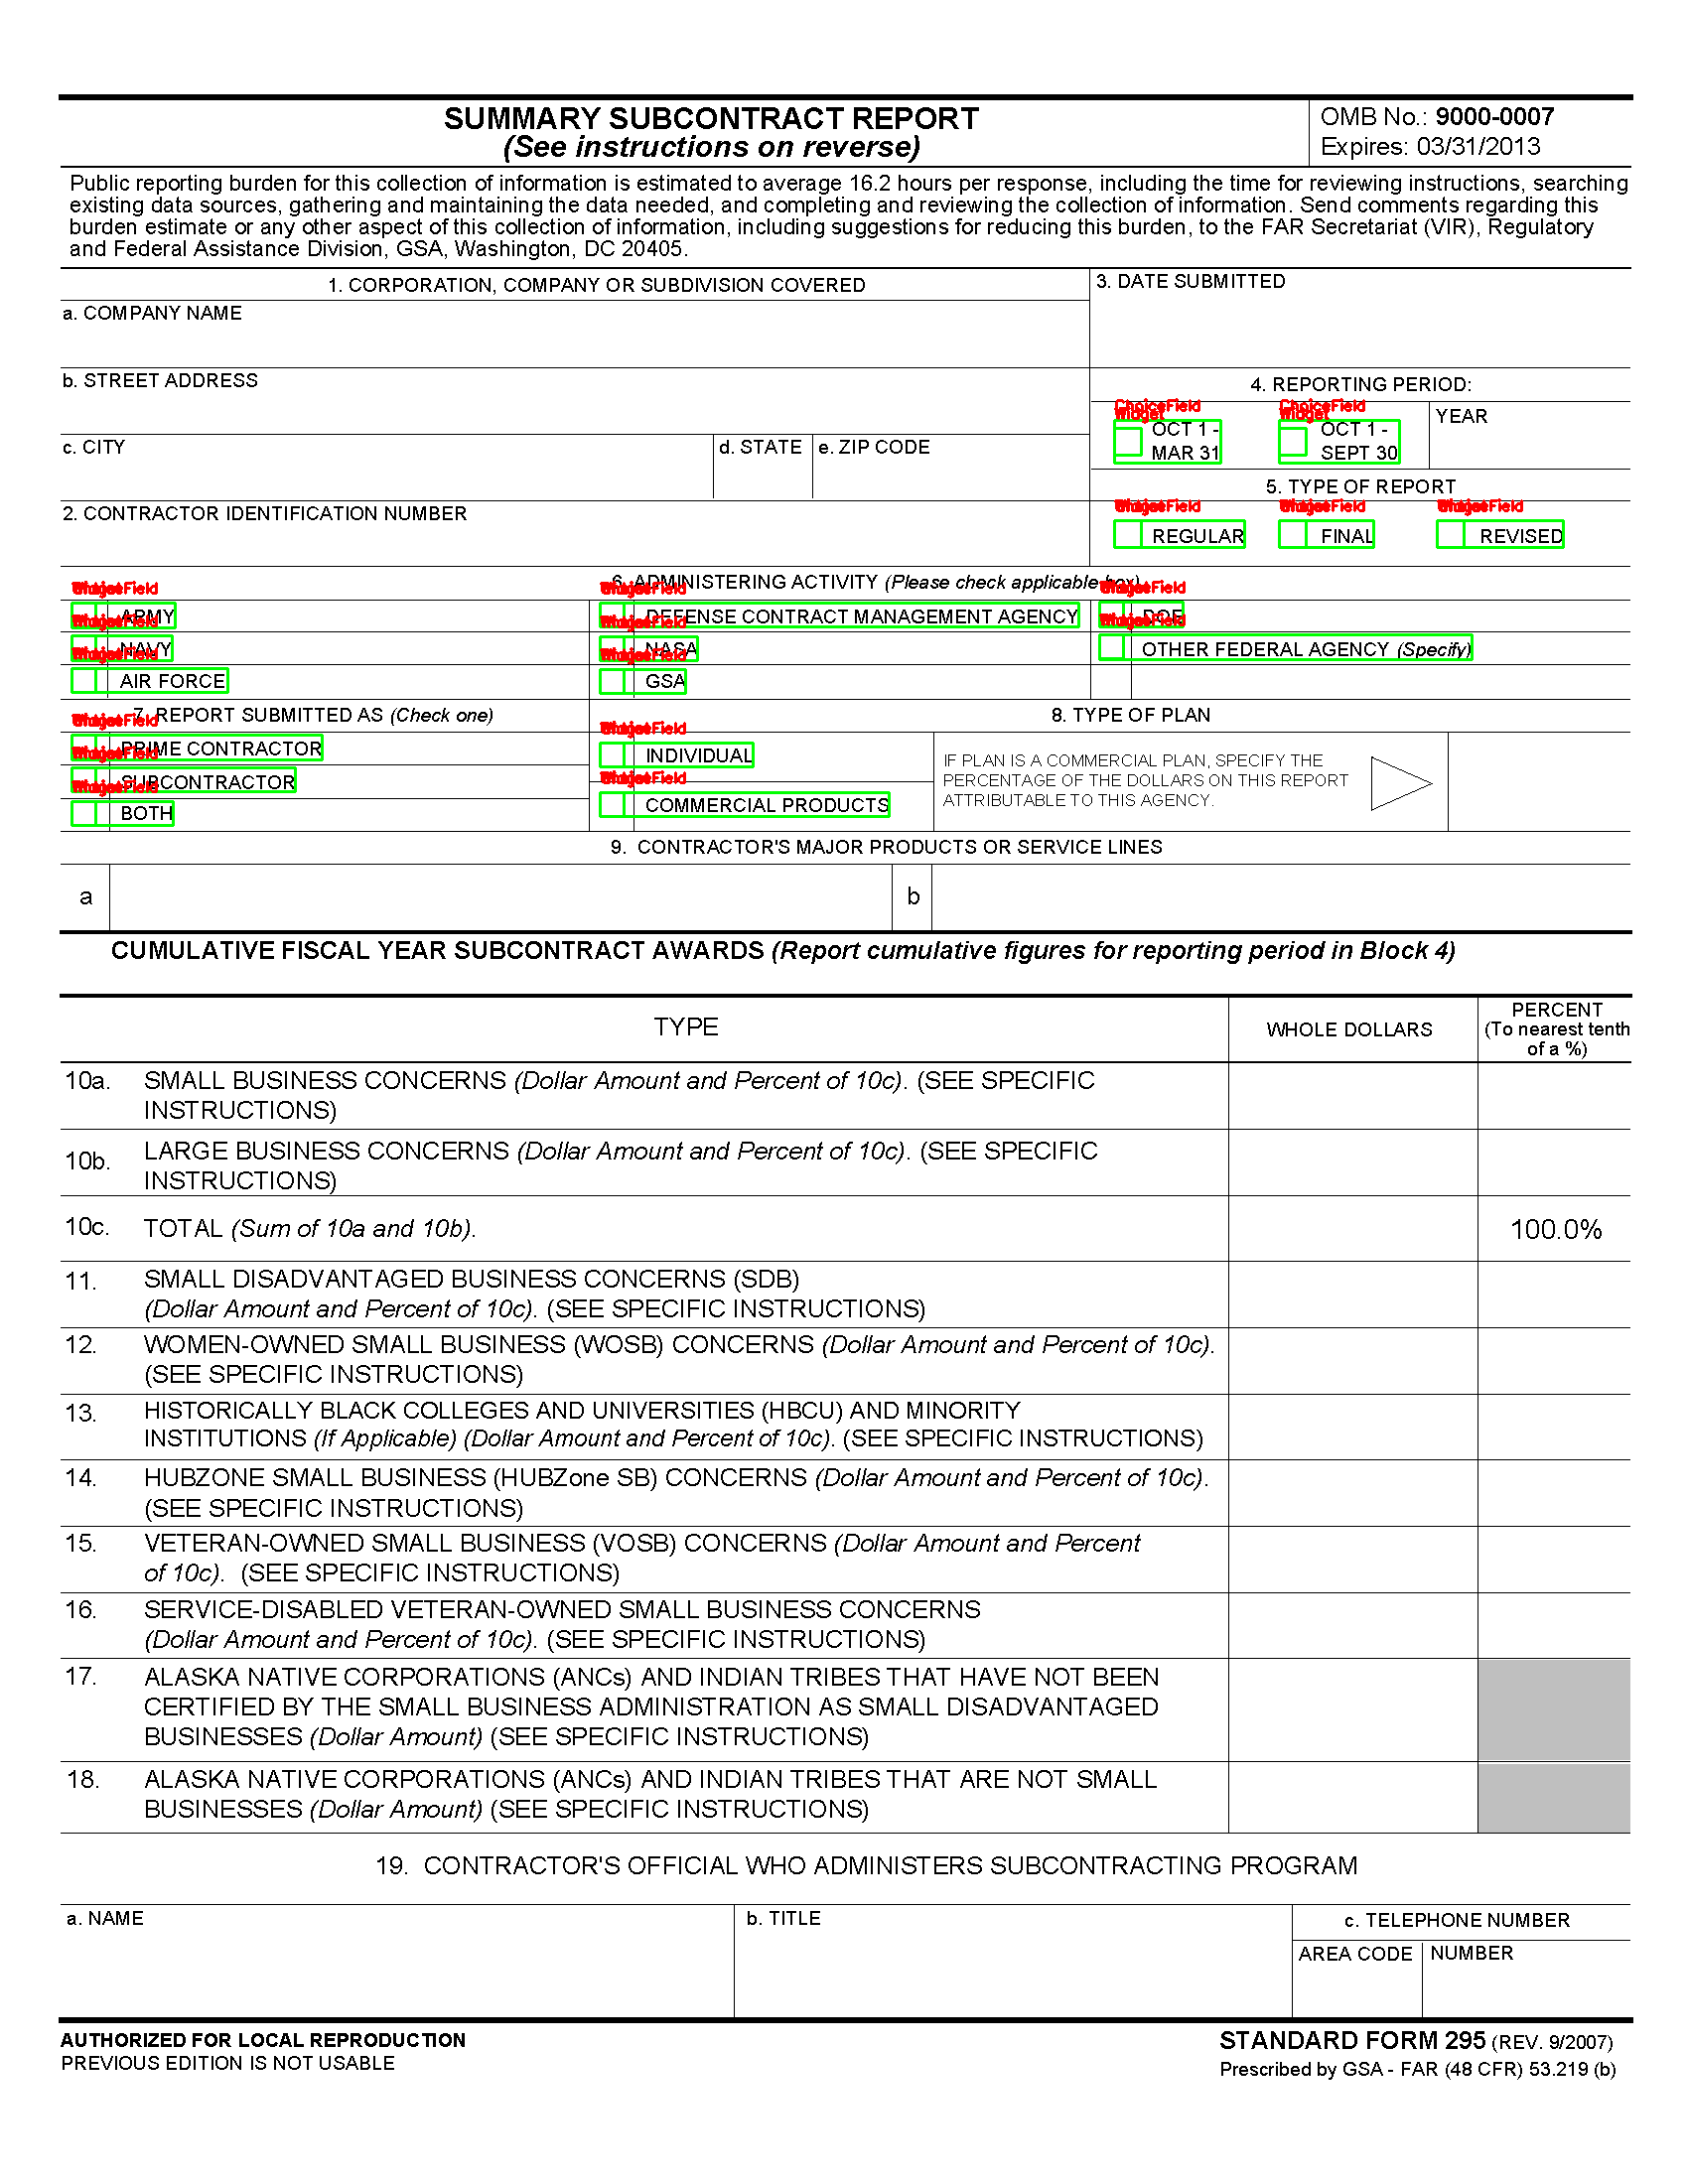 SUMMARY SUBCONTRACT REPORT
(See instructions on reverse)
OMB No.: 9000-0007
Expires: 03/31/2013
Public reporting burden for this collection of information is estimated to average 16.2 hours per response, including the time for reviewing instructions, searching
existing data sources, gathering and maintaining the data needed, and completing and reviewing the collection of information. Send comments regarding this
burden estimate or any other aspect of this collection of information, including suggestions for reducing this burden, to the FAR Secretariat (VIR), Regulatory
and Federal Assistance Division, GSA, Washington, DC 20405.
1. CORPORATION, COMPANY OR SUBDIVISION COVERED
3. DATE SUBMITTED
a. COMPANY NAME
b. STREET ADDRESS
4. REPORTING PERIOD:
ChoiceField
Widget
OCT 1 -
MAR 31
ChoiceField
Widget
OCT 1 -
SEPT 30
YEAR
c. CITY
d. STATE
e. ZIP CODE
5. TYPE OF REPORT
2. CONTRACTOR IDENTIFICATION NUMBER
REGULAR
FINAL
REVISED
6. ADMINISTERING ACTIVITY (Please check applicable box)
ARMY
DEFENSE CONTRACT MANAGEMENT AGENCY
DOE
NAVY
NASA
OTHER FEDERAL AGENCY (Specify)
AIR FORCE
GSA
7. REPORT SUBMITTED AS (Check one)
8. TYPE OF PLAN
PRIME CONTRACTOR
SUBCONTRACTOR
BOTH
INDIVIDUAL
COMMERCIAL PRODUCTS
IF PLAN IS A COMMERCIAL PLAN, SPECIFY THE
PERCENTAGE OF THE DOLLARS ON THIS REPORT
ATTRIBUTABLE TO THIS AGENCY.
9. CONTRACTOR'S MAJOR PRODUCTS OR SERVICE LINES
a
b
CUMULATIVE FISCAL YEAR SUBCONTRACT AWARDS (Report cumulative figures for reporting period in Block 4)
TYPE
WHOLE DOLLARS
PERCENT
(To nearest tenth
of a %)
10a. SMALL BUSINESS CONCERNS (Dollar Amount and Percent of 10c). (SEE SPECIFIC
INSTRUCTIONS)
10b. LARGE BUSINESS CONCERNS (Dollar Amount and Percent of 10c). (SEE SPECIFIC
INSTRUCTIONS)
10c. TOTAL (Sum of 10a and 10b).
100.0%
11. SMALL DISADVANTAGED BUSINESS CONCERNS (SDB)
(Dollar Amount and Percent of 10c). (SEE SPECIFIC INSTRUCTIONS)
12. WOMEN-OWNED SMALL BUSINESS (WOSB) CONCERNS (Dollar Amount and Percent of 10c).
(SEE SPECIFIC INSTRUCTIONS)
13. HISTORICALLY BLACK COLLEGES AND UNIVERSITIES (HBCU) AND MINORITY
INSTITUTIONS (If Applicable) (Dollar Amount and Percent of 10c). (SEE SPECIFIC INSTRUCTIONS)
14. HUBZONE SMALL BUSINESS (HUBZone SB) CONCERNS (Dollar Amount and Percent of 10c).
(SEE SPECIFIC INSTRUCTIONS)
15. VETERAN-OWNED SMALL BUSINESS (VOSB) CONCERNS (Dollar Amount and Percent
of 10c). (SEE SPECIFIC INSTRUCTIONS)
16. SERVICE-DISABLED VETERAN-OWNED SMALL BUSINESS CONCERNS
(Dollar Amount and Percent of 10c). (SEE SPECIFIC INSTRUCTIONS)
17. ALASKA NATIVE CORPORATIONS (ANCs) AND INDIAN TRIBES THAT HAVE NOT BEEN
CERTIFIED BY THE SMALL BUSINESS ADMINISTRATION AS SMALL DISADVANTAGED
BUSINESSES (Dollar Amount) (SEE SPECIFIC INSTRUCTIONS)
18. ALASKA NATIVE CORPORATIONS (ANCs) AND INDIAN TRIBES THAT ARE NOT SMALL
BUSINESSES (Dollar Amount) (SEE SPECIFIC INSTRUCTIONS)
19. CONTRACTOR'S OFFICIAL WHO ADMINISTERS SUBCONTRACTING PROGRAM
a. NAME
b. TITLE
c. TELEPHONE NUMBER
AREA CODE
NUMBER
AUTHORIZED FOR LOCAL REPRODUCTION
PREVIOUS EDITION IS NOT USABLE
STANDARD FORM 295 (REV. 9/2007)
Prescribed by GSA - FAR (48 CFR) 53.219 (b)